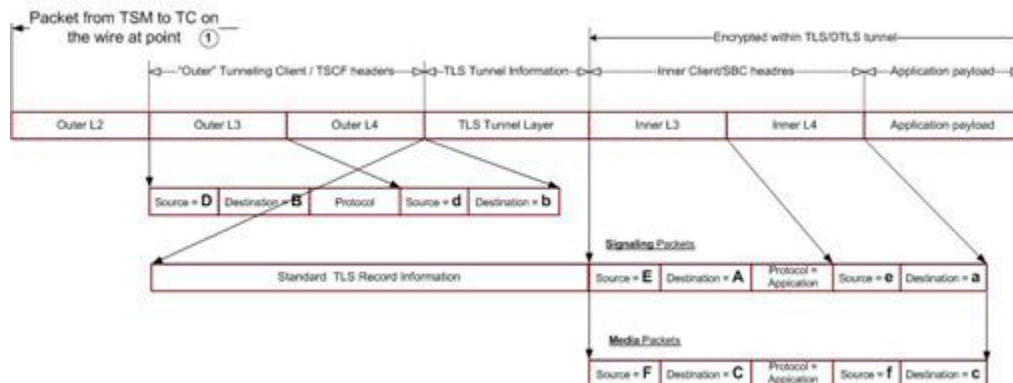 Packet from TSM to TC on
the wire at point 1
Encrypted within TLS/DTLS tunnel
"Outer" Tunneling Client / TSCF headers
TLS Tunnel Information
Inner Client/SBC headres
Application payload
Outer L2
Outer L3
Outer L4
TLS Tunnel Layer
Inner L3
Inner L4
Application payload
Source = D
Destination = B
Protocol
Source = d
Destination = b
Signaling Packets
Standard TLS Record Information
Source = E
Destination = A
Protocol =
Appication
Source = e
Destination = a
Media Packets
Source = F
Destination = C
Protocol =
Appication
Source = f
Destination = c